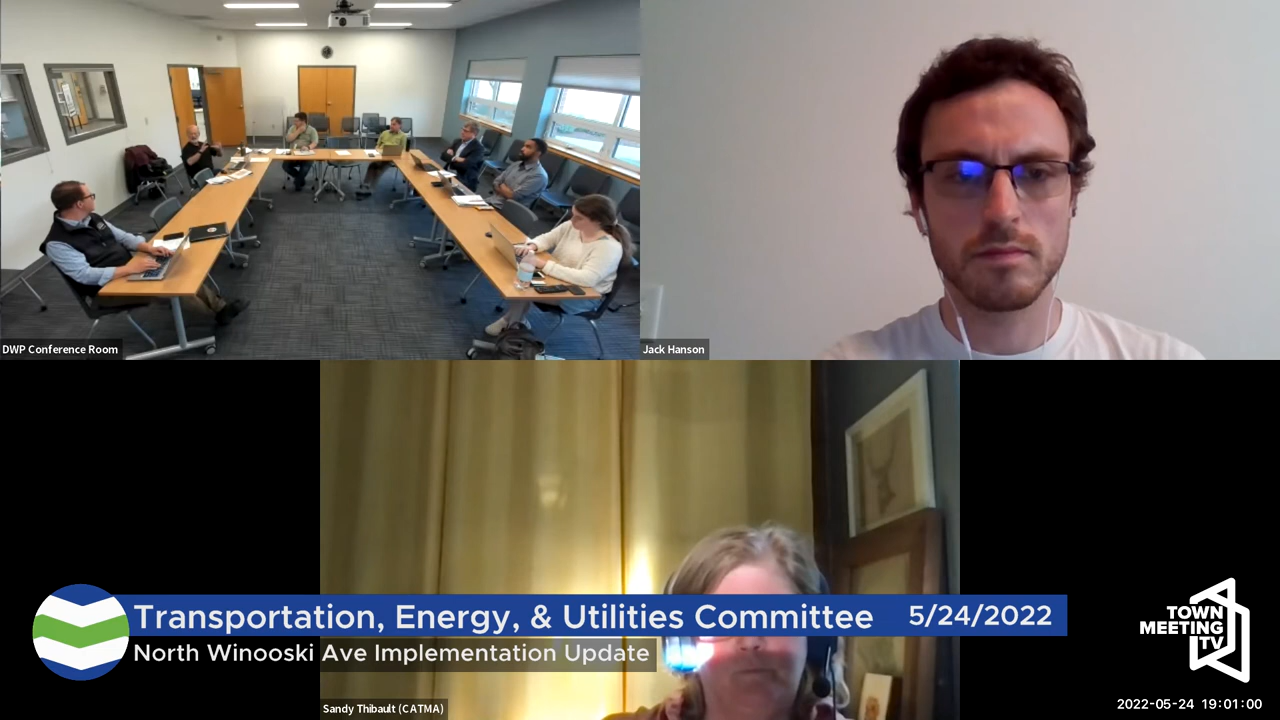 DWP Conference Room
Jack Hanson
Transportation, Energy, & Utilities Committee 5/24/2022
North Winooski Ave Implementation Update
TOWN
MEETING
TV
Sandy Thibault (CATMA)
2022-05-24 19:01:00